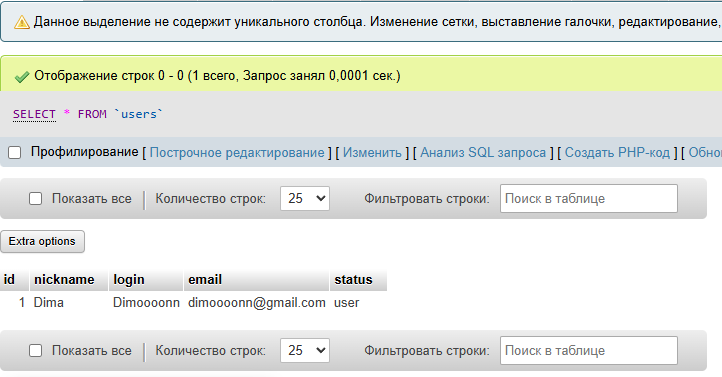 Данное выделение не содержит уникального столбца. Изменение сетки, выставление галочки, редактирование,
Отображение строк 0 - 0 (1 всего, Запрос занял 0,0001 сек.)
SELECT * FROM `users`
Профилирование [ Построчное редактирование ] [ Изменить ] [ Анализ SQL запроса ] [ Создать PHP-код ] [ Обно
Показать все Количество строк: 25 Фильтровать строки: Поиск в таблице
Extra options
id nickname login email status
1 Dima Dimoooonn dimoooonn@gmail.com user
Показать все Количество строк: 25 Фильтровать строки: Поиск в таблице